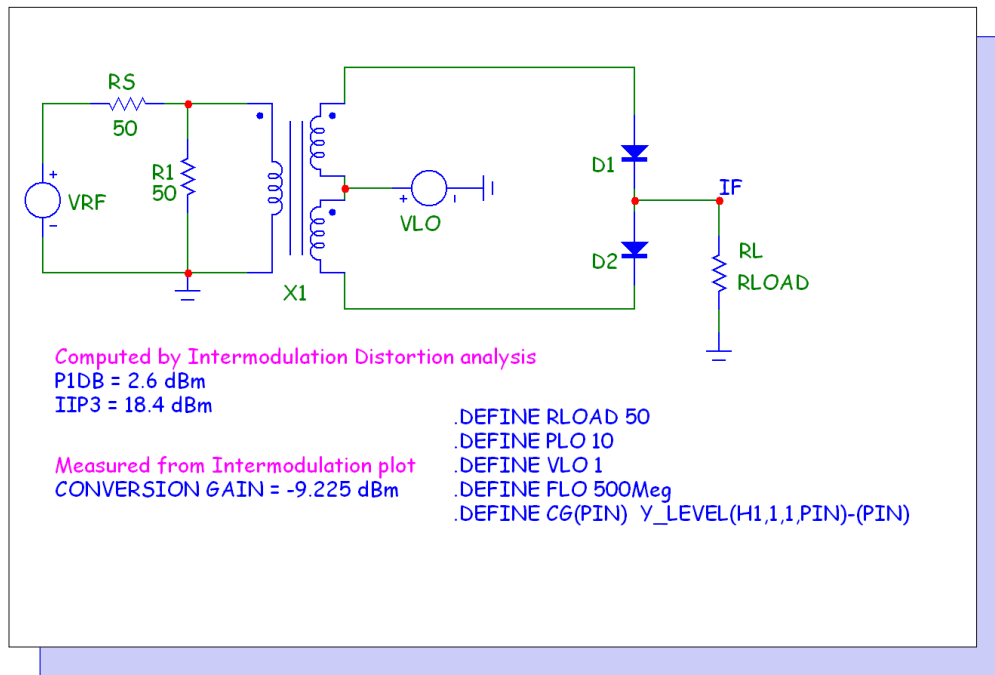 RS
50
R1
50
VRF
X1
+
-
+
-
VLO
D1
D2
IF
RL
RLOAD
Computed by Intermodulation Distortion analysis
P1DB = 2.6 dBm
IIP3 = 18.4 dBm
Measured from Intermodulation plot
CONVERSION GAIN = -9.225 dBm
.DEFINE RLOAD 50
.DEFINE PLO 10
.DEFINE VLO 1
.DEFINE FLO 500Meg
.DEFINE CG(PIN) Y_LEVEL(H1,1,1,PIN)-(PIN)